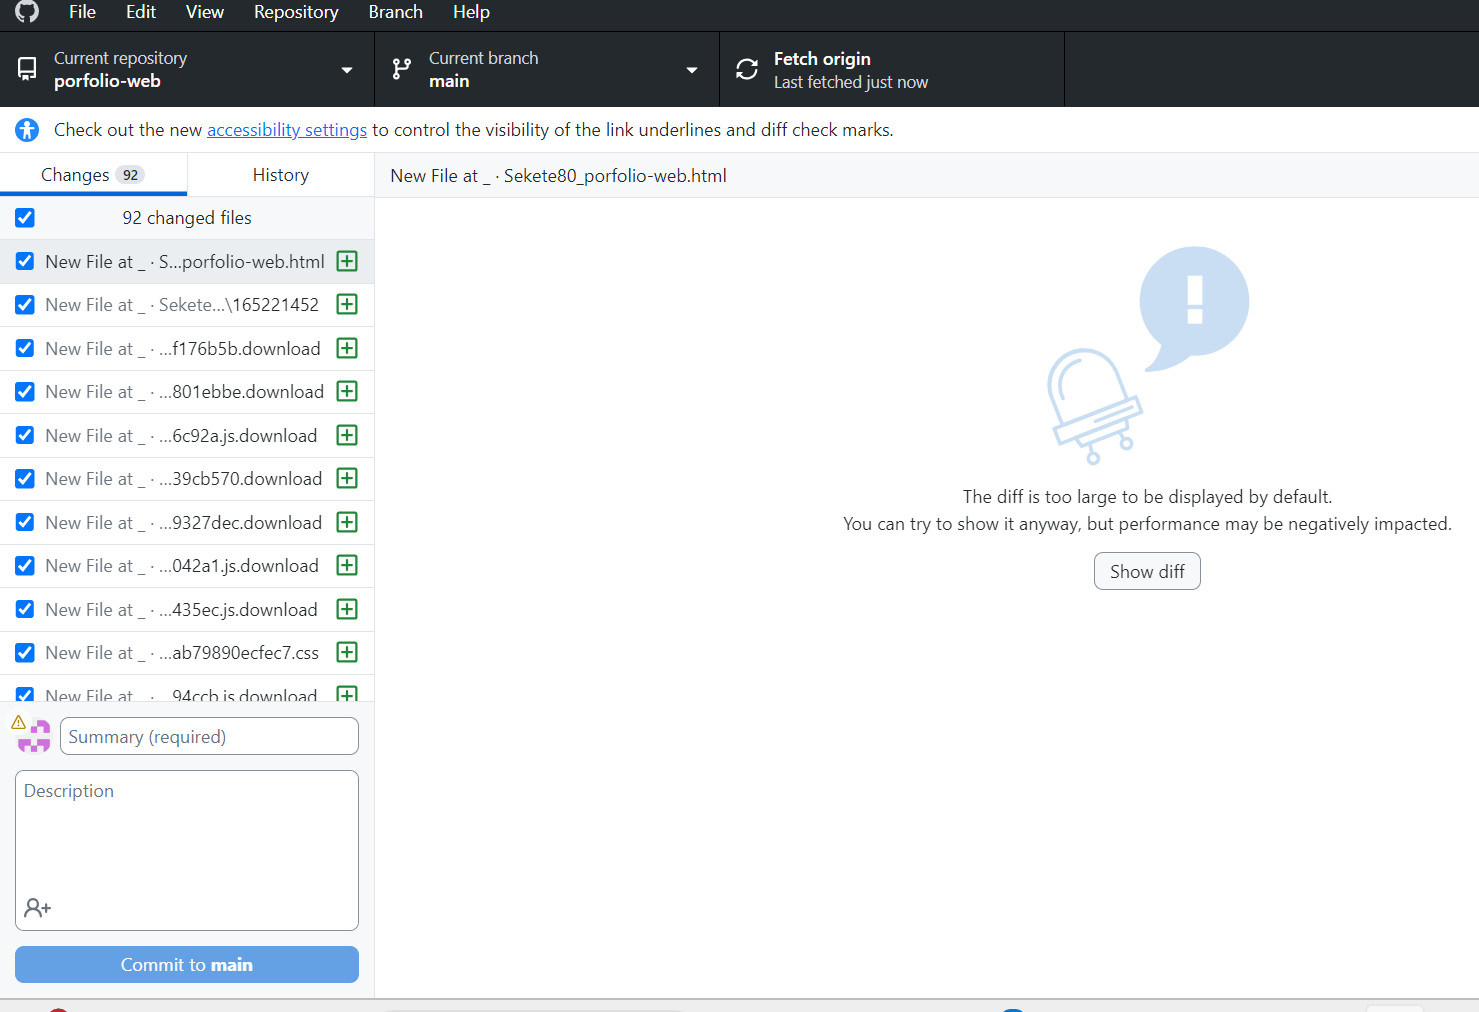 File Edit View Repository Branch Help
Current repository
porfolio-web
Current branch
main
Fetch origin
Last fetched just now
Check out the new accessibility settings to control the visibility of the link underlines and diff check marks.
Changes 92
History
92 changed files
New File at _ · S...porfolio-web.html
New File at _ · Sekete...\165221452
New File at _ · ...f176b5b.download
New File at _ · ...801ebbe.download
New File at _ · ...6c92a.js.download
New File at _ · ...39cb570.download
New File at _ · ...9327dec.download
New File at _ · ...042a1.js.download
New File at _ · ...435ec.js.download
New File at _ · ...ab79890ecfec7.css
New File at _ · ...94ccb.js.download
Summary (required)
Description
Commit to main
New File at _ · Sekete80_porfolio-web.html
The diff is too large to be displayed by default.
You can try to show it anyway, but performance may be negatively impacted.
Show diff